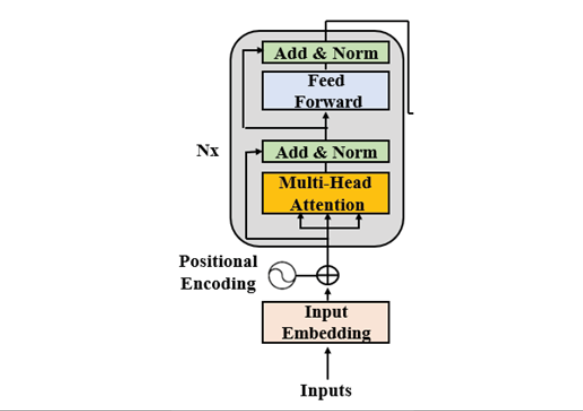 Add & Norm
Feed
Forward
Nx
Add & Norm
Multi-Head
Attention
Positional
Encoding
Input
Embedding
Inputs